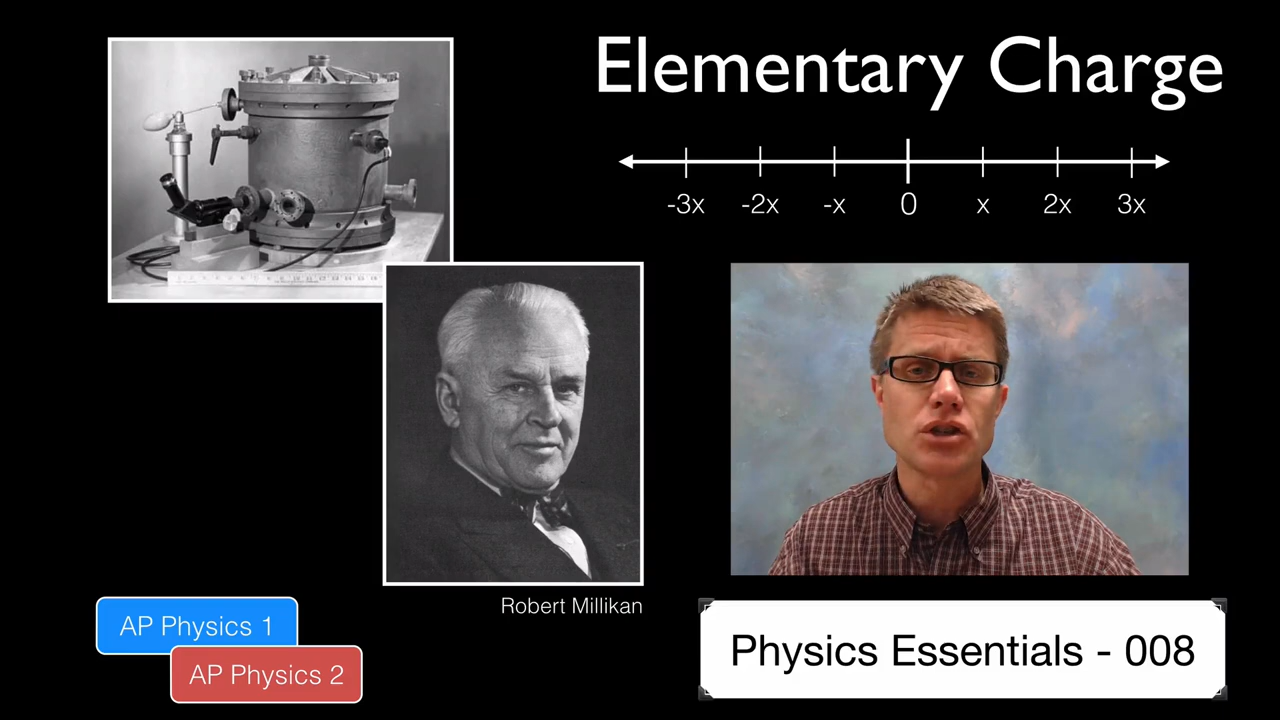 Elementary Charge
-3x -2x -x 0 x 2x 3x
Robert Millikan
AP Physics 1
AP Physics 2
Physics Essentials - 008